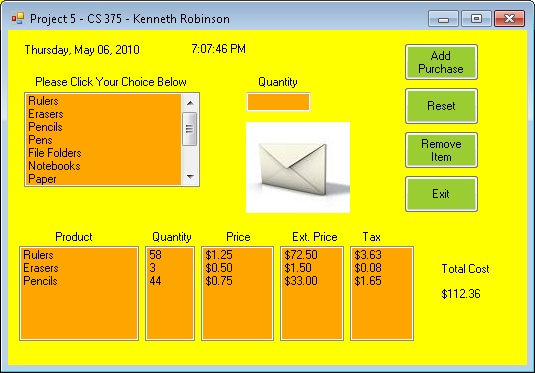 Project 5 - CS 375 - Kenneth Robinson
Thursday, May 06, 2010 7:07:46 PM
Please Click Your Choice Below Quantity
Rulers
Erasers
Pencils
Pens
File Folders
Notebooks
Paper
Add
Purchase
Reset
Remove
Item
Exit
Product Quantity Price Ext. Price Tax
Rulers 58 $1.25 $72.50 $3.63
Erasers 3 $0.50 $1.50 $0.08
Pencils 44 $0.75 $33.00 $1.65
Total Cost
$112.36